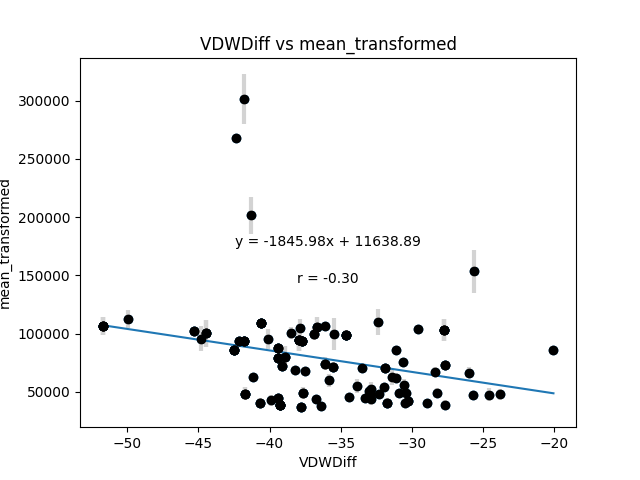 VDWDiff vs mean_transformed
mean_transformed
300000
250000
200000
150000
100000
50000
y = -1845.98x + 11638.89
r = -0.30
−50
−45
−40
−35
−30
−25
−20
VDWDiff